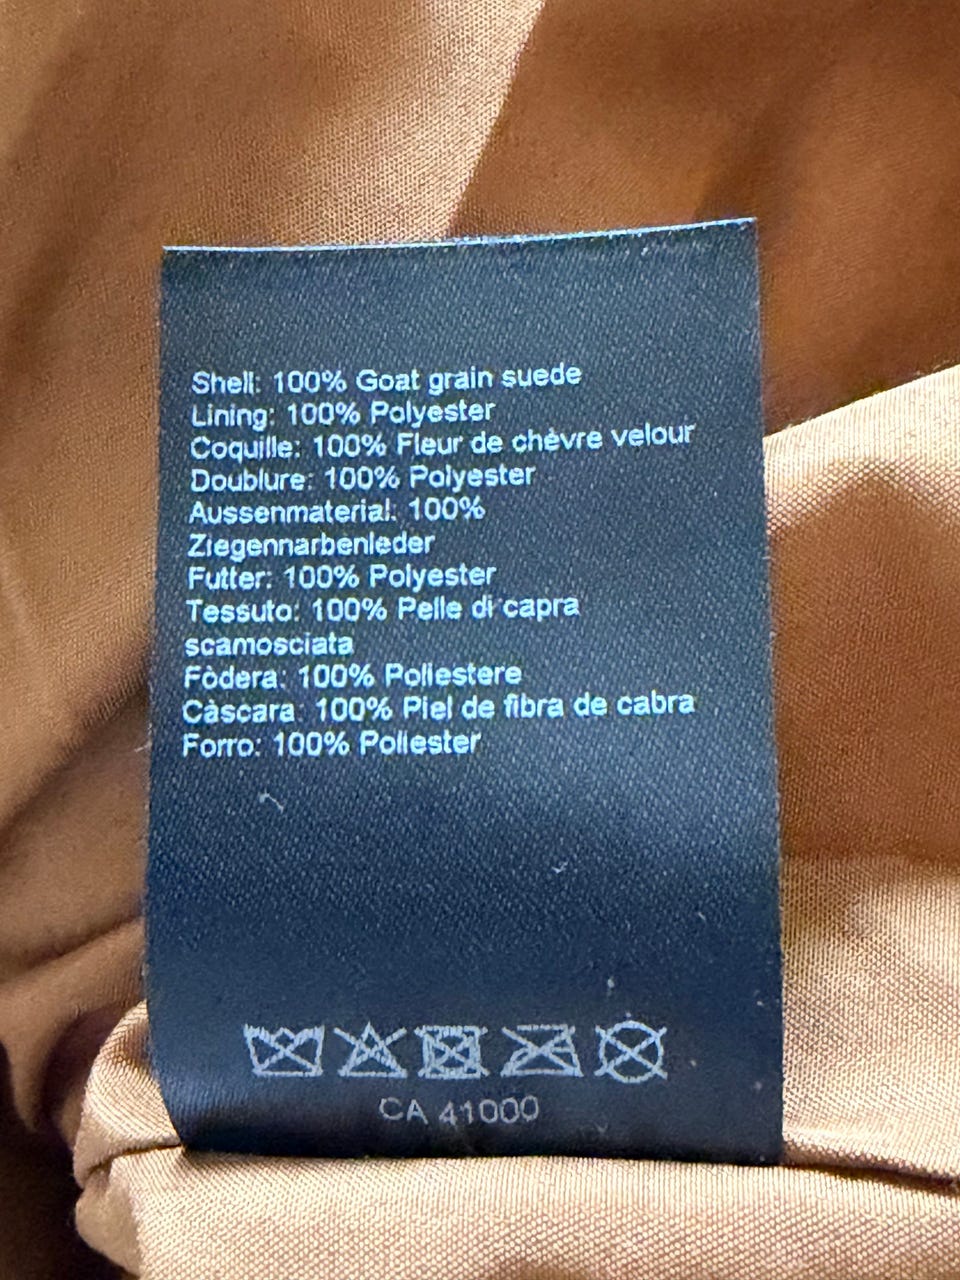 Shell: 100% Goat grain suede
Lining: 100% Polyester
Coquille: 100% Fleur de chèvre velour
Doublure: 100% Polyester
Aussenmaterial: 100%
Ziegennarbenleder
Futter: 100% Polyester
Tessuto: 100% Pelle di capra
scamosciata
Fòdera: 100% Poliestere
Càscara: 100% Piel de fibra de cabra
Forro: 100% Poliester
CA 41000